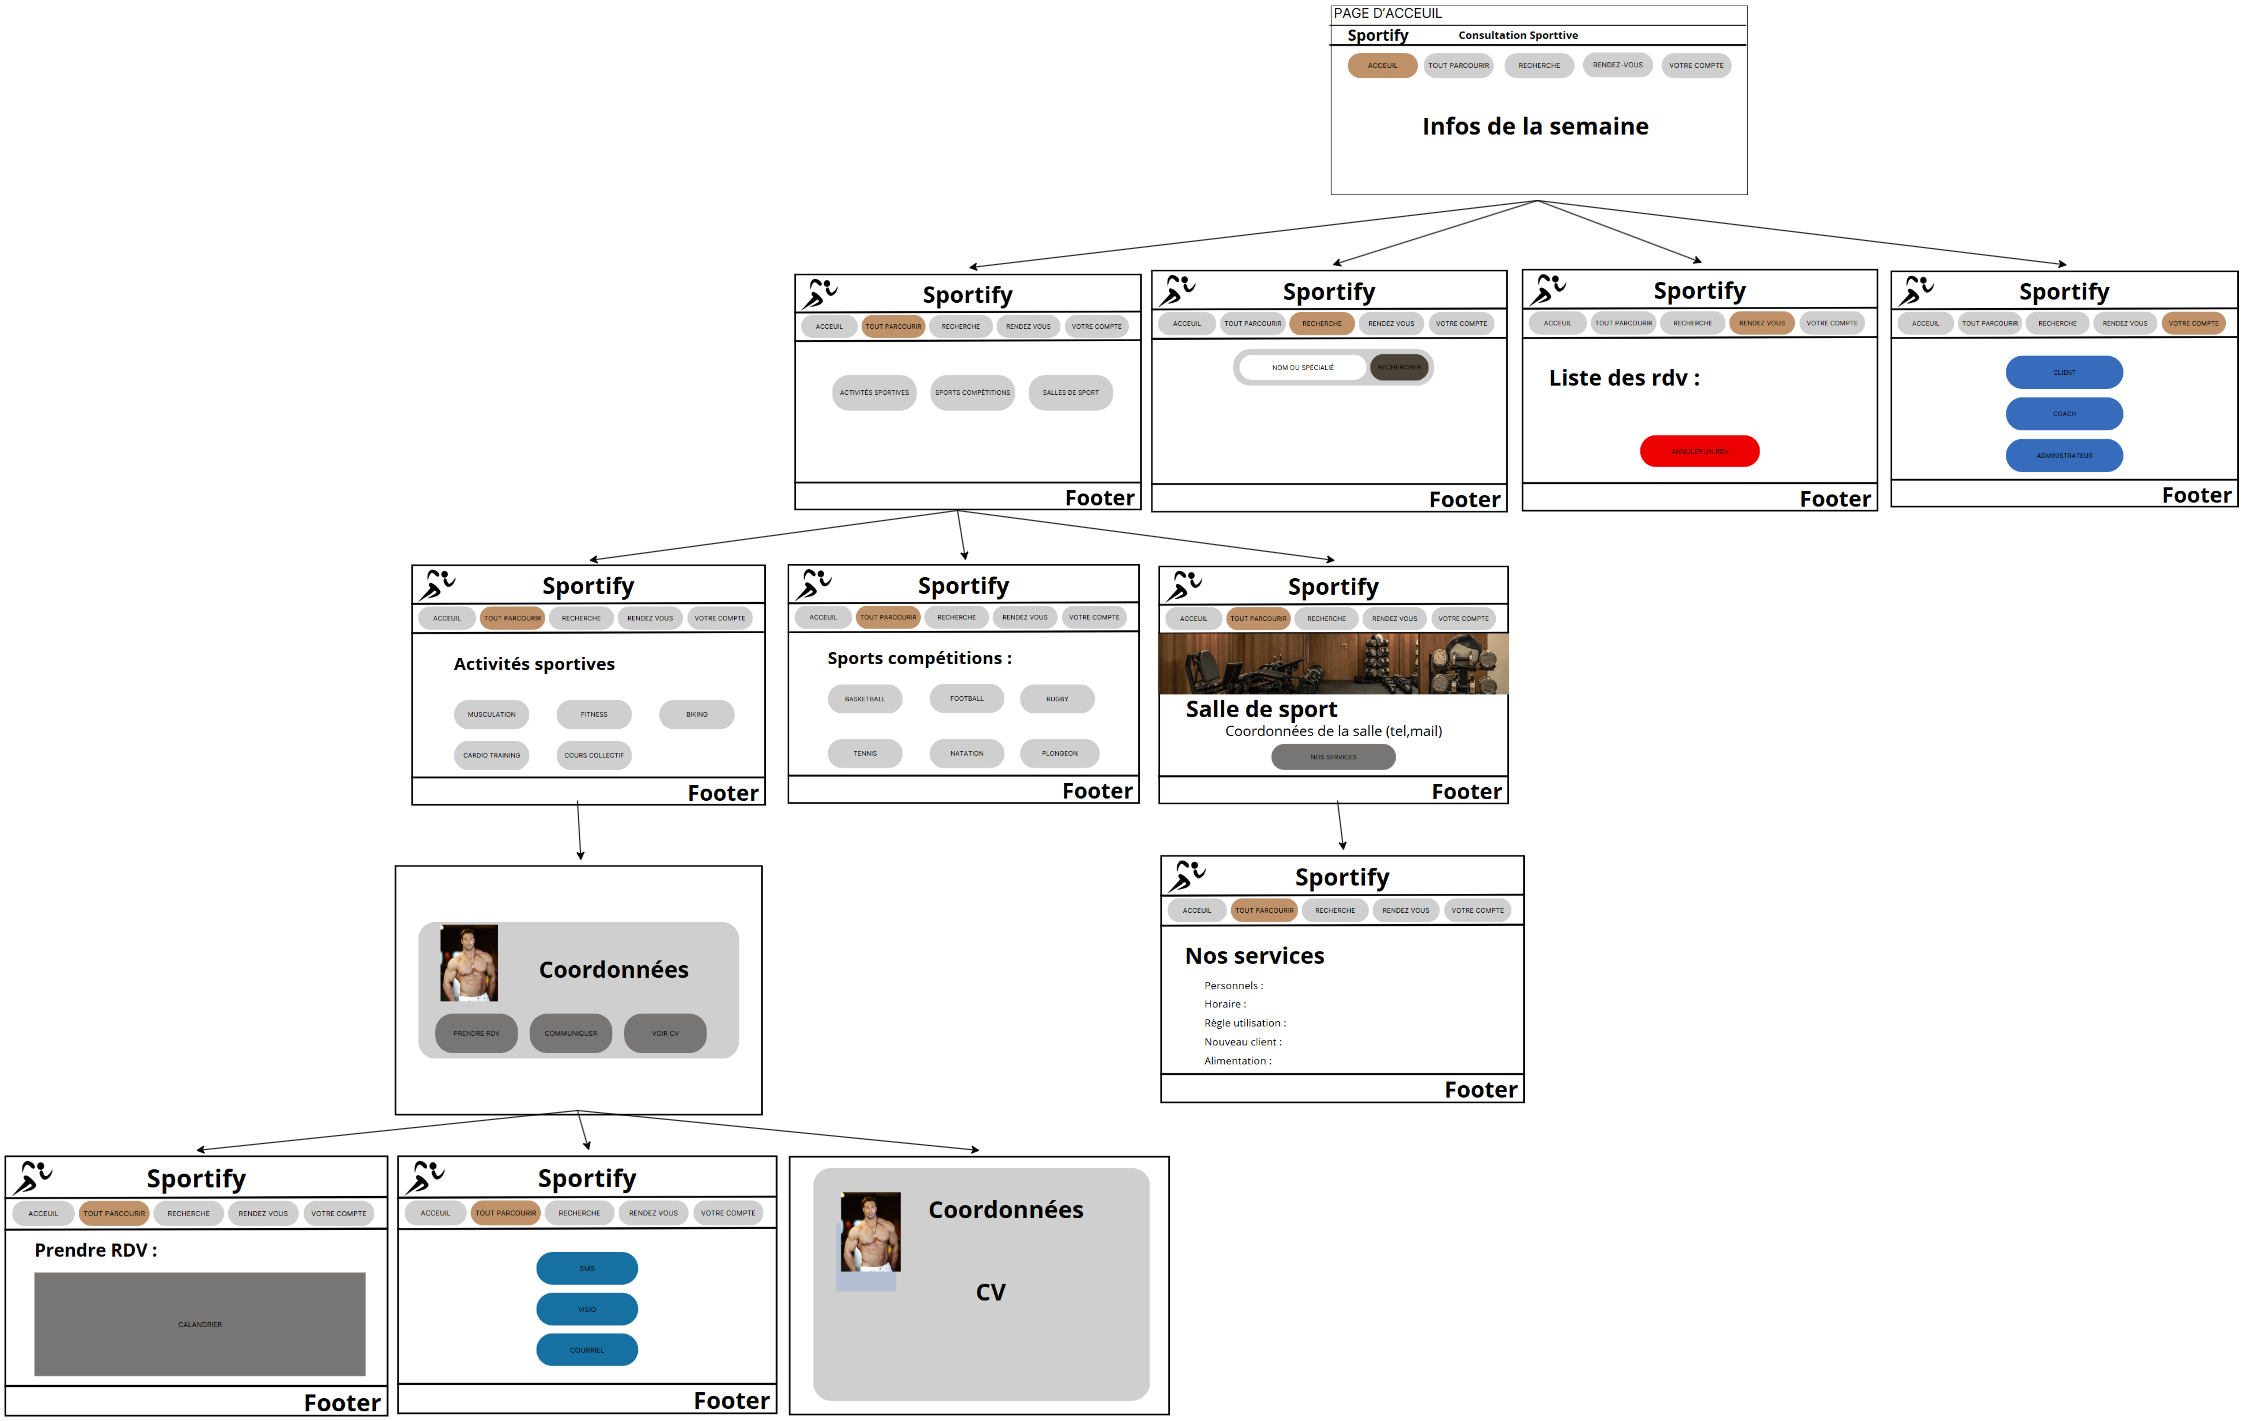 PAGE D'ACCEUIL
Sportify Consultation Sporttive
ACCEUIL TOUT PARCOURIR RECHERCHE RENDEZ-VOUS VOTRE COMPTE
Infos de la semaine
Sportify
ACCEUIL TOUT PARCOURIR RECHERCHE RENDEZ VOUS VOTRE COMPTE
ACTIVITÉS SPORTIVES SPORTS COMPÉTITIONS SALLES DE SPORT
Footer
Sportify
ACCEUIL TOUT PARCOURIR RECHERCHE RENDEZ VOUS VOTRE COMPTE
NOM OU SPÉCIALIÉ RECHERCHER
Footer
Sportify
ACCEUIL TOUT PARCOURIR RECHERCHE RENDEZ VOUS VOTRE COMPTE
Liste des rdv :
ANNULER UN RDV
Footer
Sportify
ACCEUIL TOUT PARCOURIR RECHERCHE RENDEZ VOUS VOTRE COMPTE
CLIENT
COACH
ADMINISTRATEUR
Footer
Sportify
ACCEUIL TOUT PARCOURIR RECHERCHE RENDEZ VOUS VOTRE COMPTE
Activités sportives
MUSCULATION FITNESS BIKING
CARDIO TRAINING COURS COLLECTIF
Footer
Sportify
ACCEUIL TOUT PARCOURIR RECHERCHE RENDEZ VOUS VOTRE COMPTE
Sports compétitions :
BASKETBALL FOOTBALL RUGBY
TENNIS NATATION PLONGEON
Footer
Sportify
ACCEUIL TOUT PARCOURIR RECHERCHE RENDEZ VOUS VOTRE COMPTE
Salle de sport
Coordonnées de la salle (tel,mail)
NOS SERVICES
Footer
Coordonnées
PRENDRE RDV COMMUNIQUER VOIR CV
Sportify
ACCEUIL TOUT PARCOURIR RECHERCHE RENDEZ VOUS VOTRE COMPTE
Nos services
Personnels :
Horaire :
Règle utilisation :
Nouveau client :
Alimentation :
Footer
Sportify
ACCEUIL TOUT PARCOURIR RECHERCHE RENDEZ VOUS VOTRE COMPTE
Prendre RDV :
CALANDRIER
Footer
Sportify
ACCEUIL TOUT PARCOURIR RECHERCHE RENDEZ VOUS VOTRE COMPTE
SMS
VISIO
COURRIEL
Footer
Coordonnées
CV